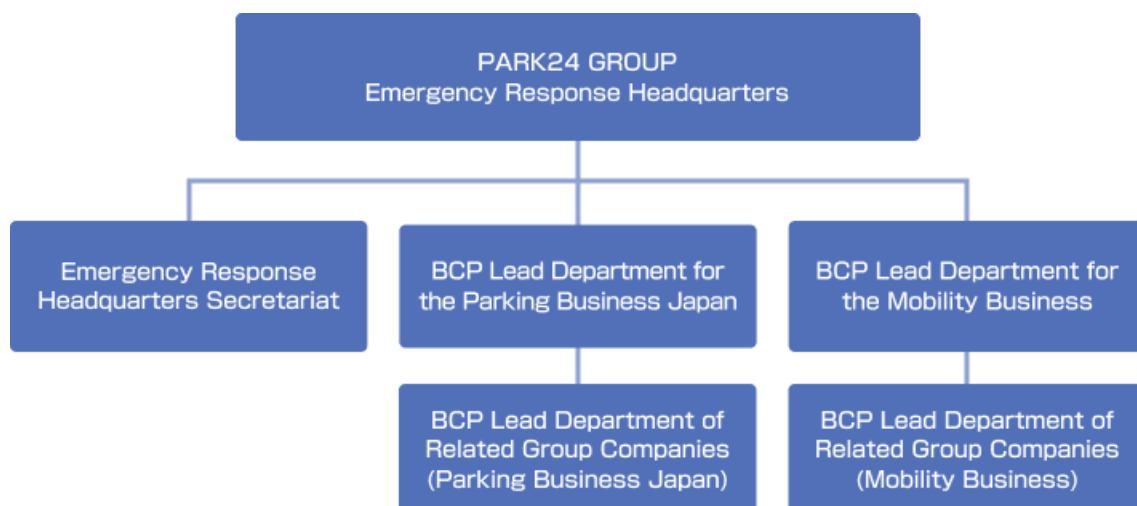 PARK24 GROUP
Emergency Response Headquarters
Emergency Response
Headquarters Secretariat
BCP Lead Department for
the Parking Business Japan
BCP Lead Department for
the Mobility Business
BCP Lead Department of
Related Group Companies
(Parking Business Japan)
BCP Lead Department of
Related Group Companies
(Mobility Business)